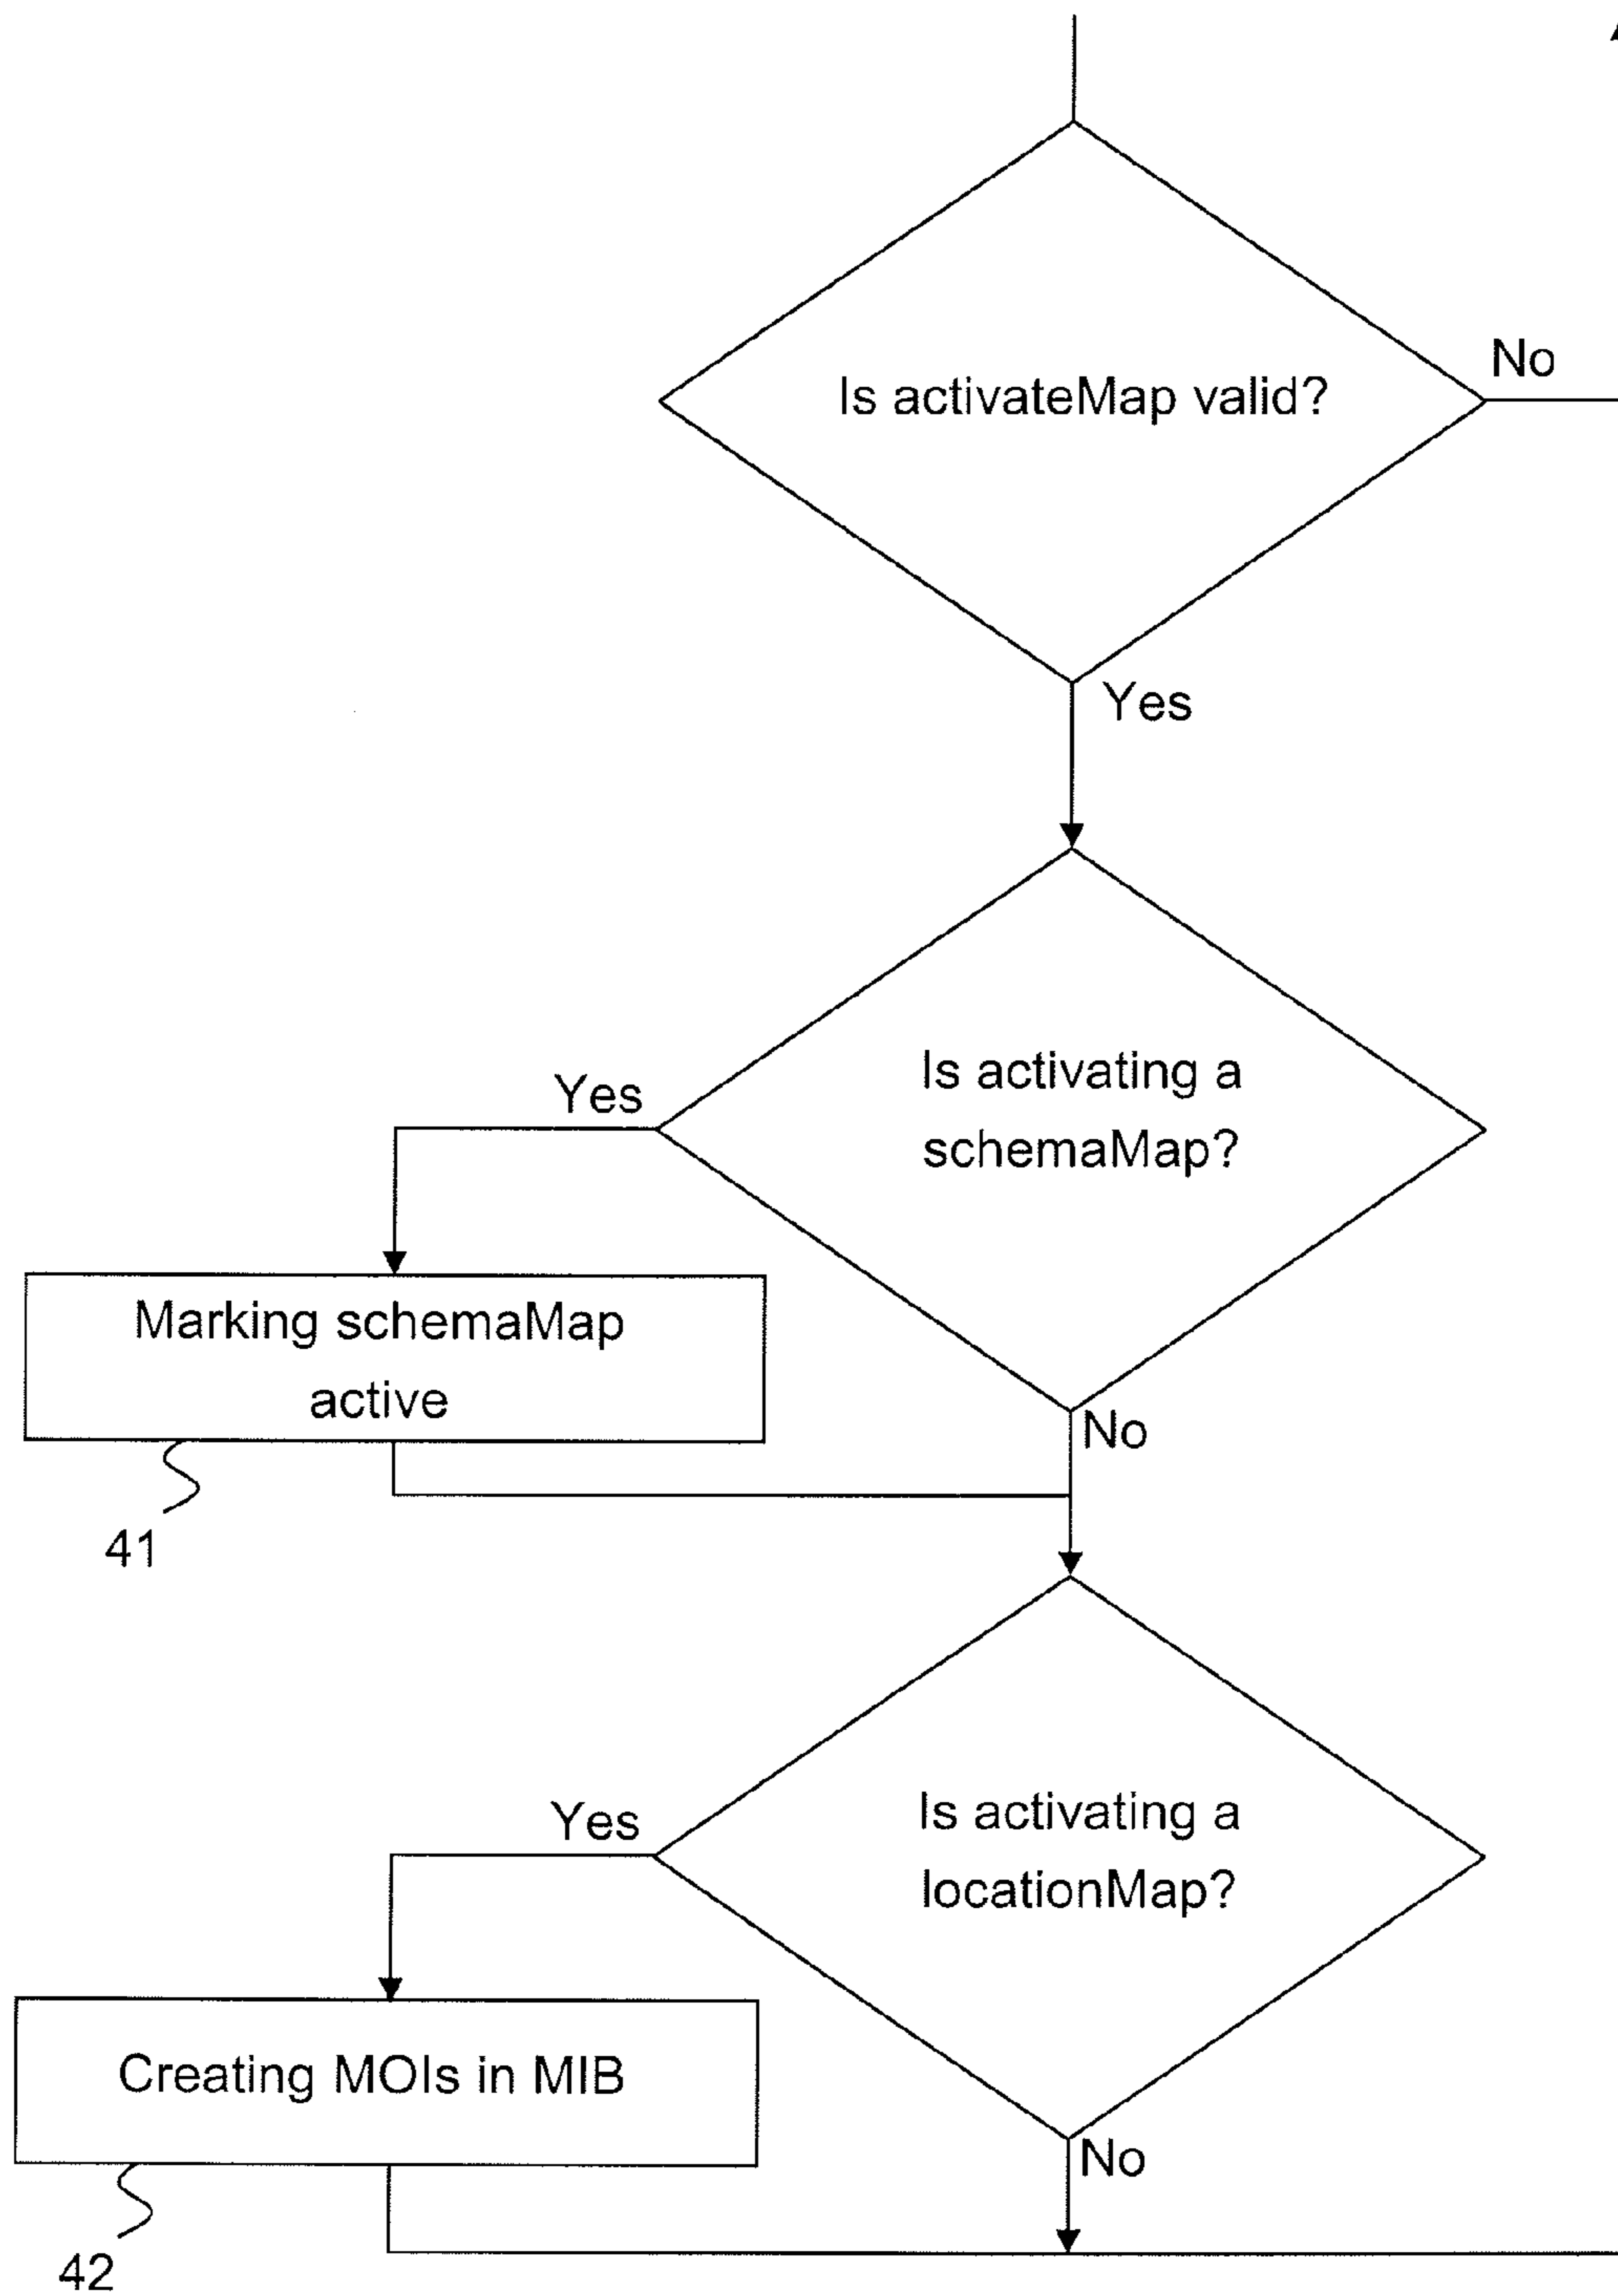 Is activateMap valid?
No
Yes
Is activating a
schemaMap?
Yes
Marking schemaMap
active
No
41
Is activating a
locationMap?
Yes
Creating MOIs in MIB
No
42